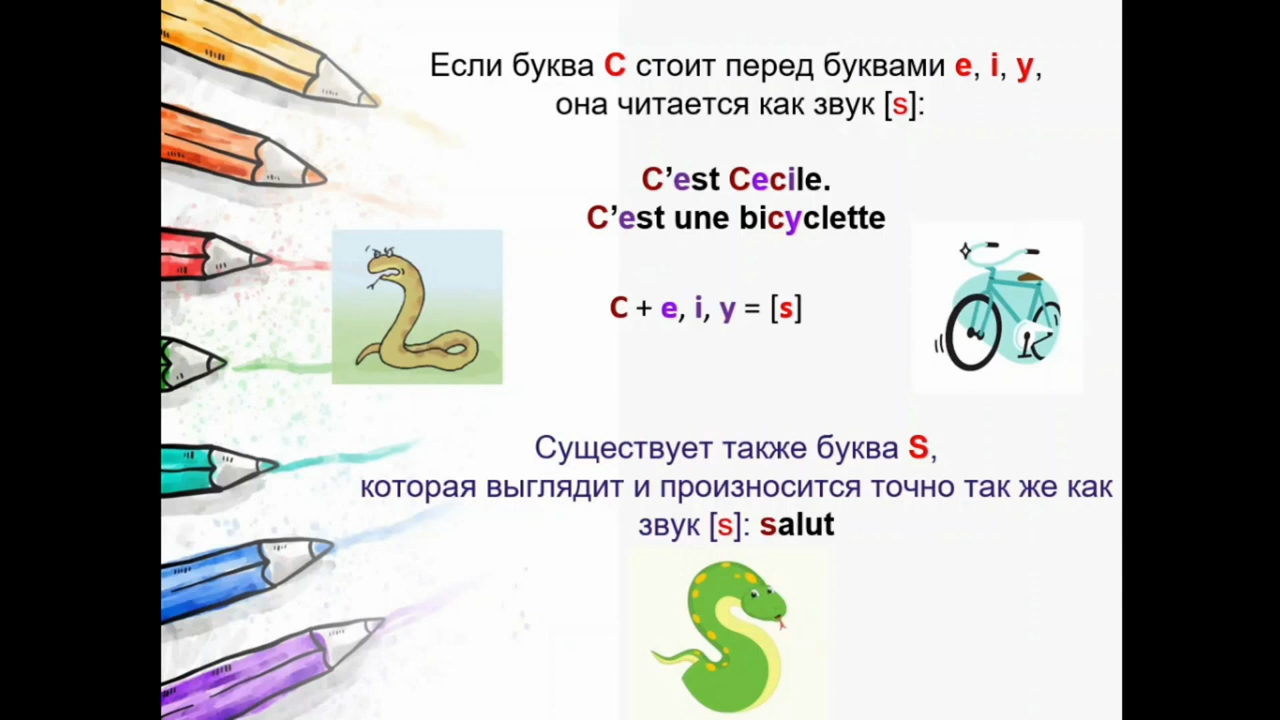 Если буква С стоит перед буквами e, i, y,
она читается как звук [s]:
C’est Cecile.
C’est une bicyclette
C + e, i, y = [s]
Существует также буква S,
которая выглядит и произносится точно так же как
звук [s]: salut